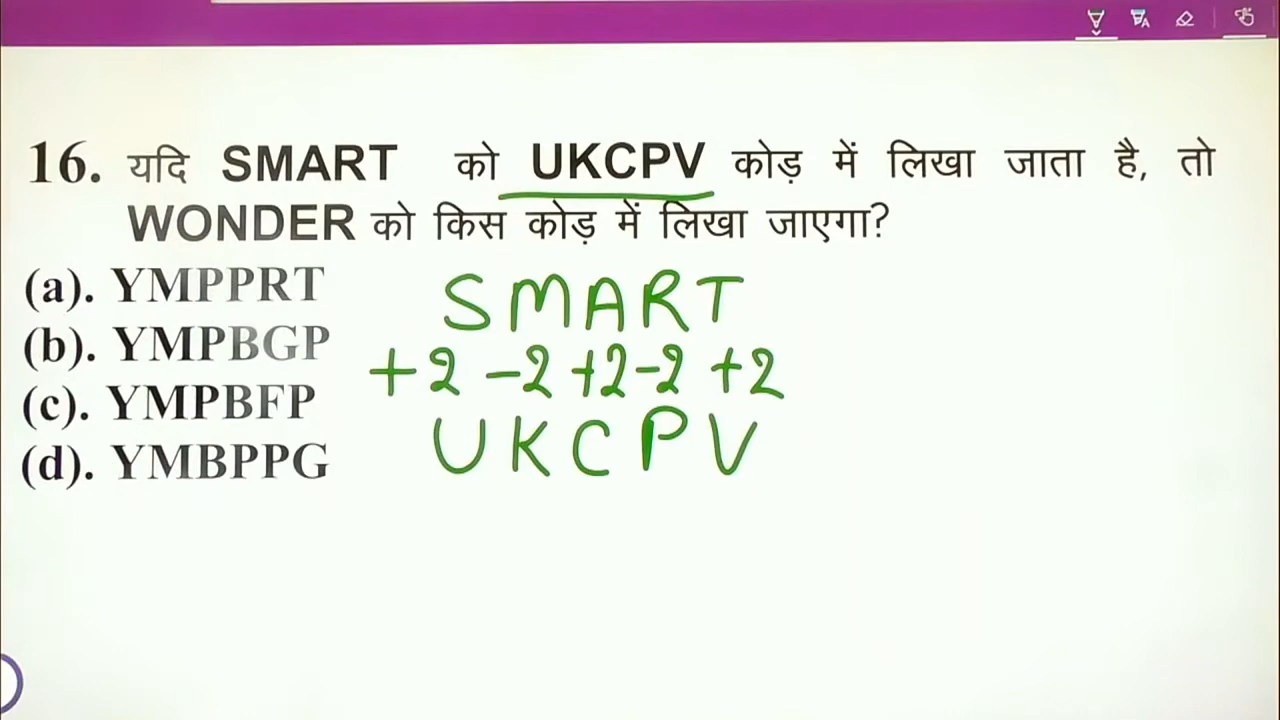 16. यदि SMART को UKCPV कोड़ में लिखा जाता है, तो
WONDER को किस कोड़ में लिखा जाएगा?
(a). YMPPRT
(b). YMPBGP
(c). YMPBFP
(d). YMBPPG
SMART
+2 -2 +2 -2 +2
UKCPV